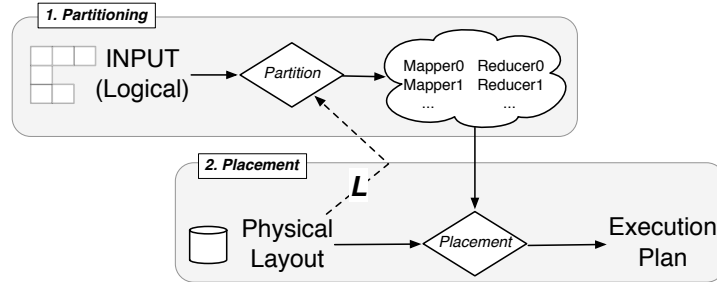 1. Partitioning
INPUT
(Logical)
Partition
Mapper0 Reducer0
Mapper1 Reducer1
... ...
2. Placement
L
Physical
Layout
Placement
Execution
Plan